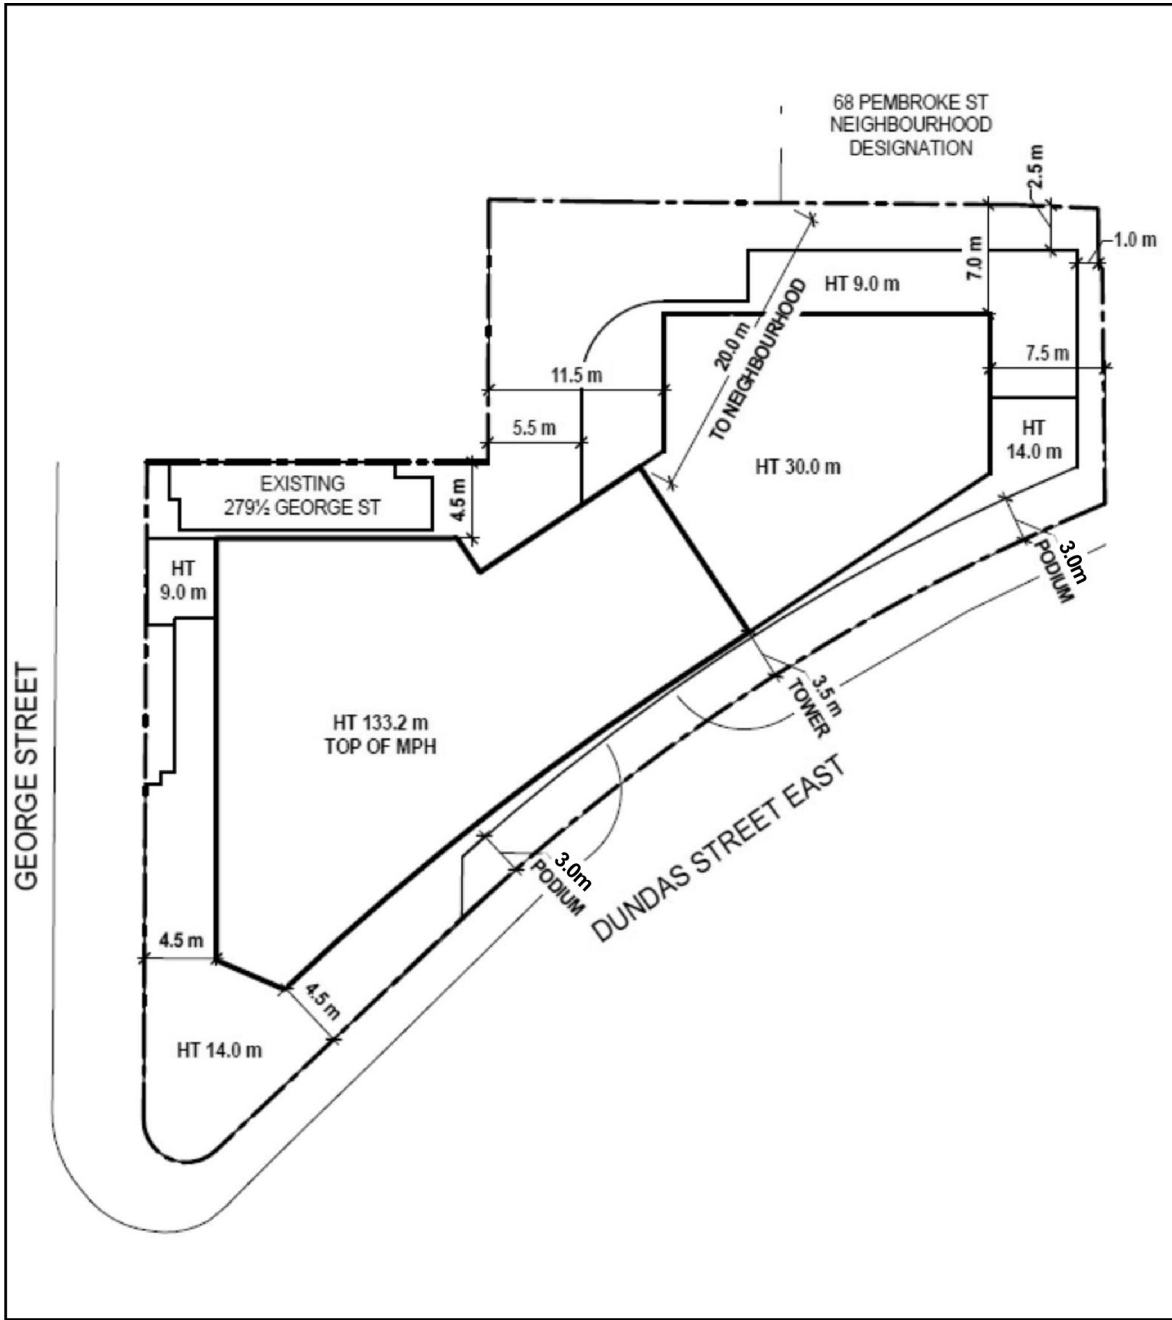 68 PEMBROKE ST
NEIGHBOURHOOD
DESIGNATION
2.5 m
1.0 m
7.0 m
HT 9.0 m
20.0 m
TO NEIGHBOURHOOD
7.5 m
11.5 m
5.5 m
HT
14.0 m
HT 30.0 m
EXISTING
279½ GEORGE ST
4.5 m
3.0m
PODIUM
HT
9.0 m
3.5 m
TOWER
HT 133.2 m
TOP OF MPH
GEORGE STREET
DUNDAS STREET EAST
3.0m
PODIUM
4.5 m
4.5 m
HT 14.0 m